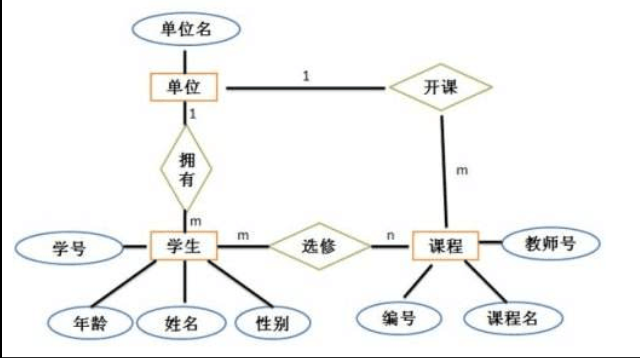 单位名
单位
1
开课
1
拥
有
m
m
学号
学生
m
选修
n
课程
教师号
年龄
姓名
性别
编号
课程名